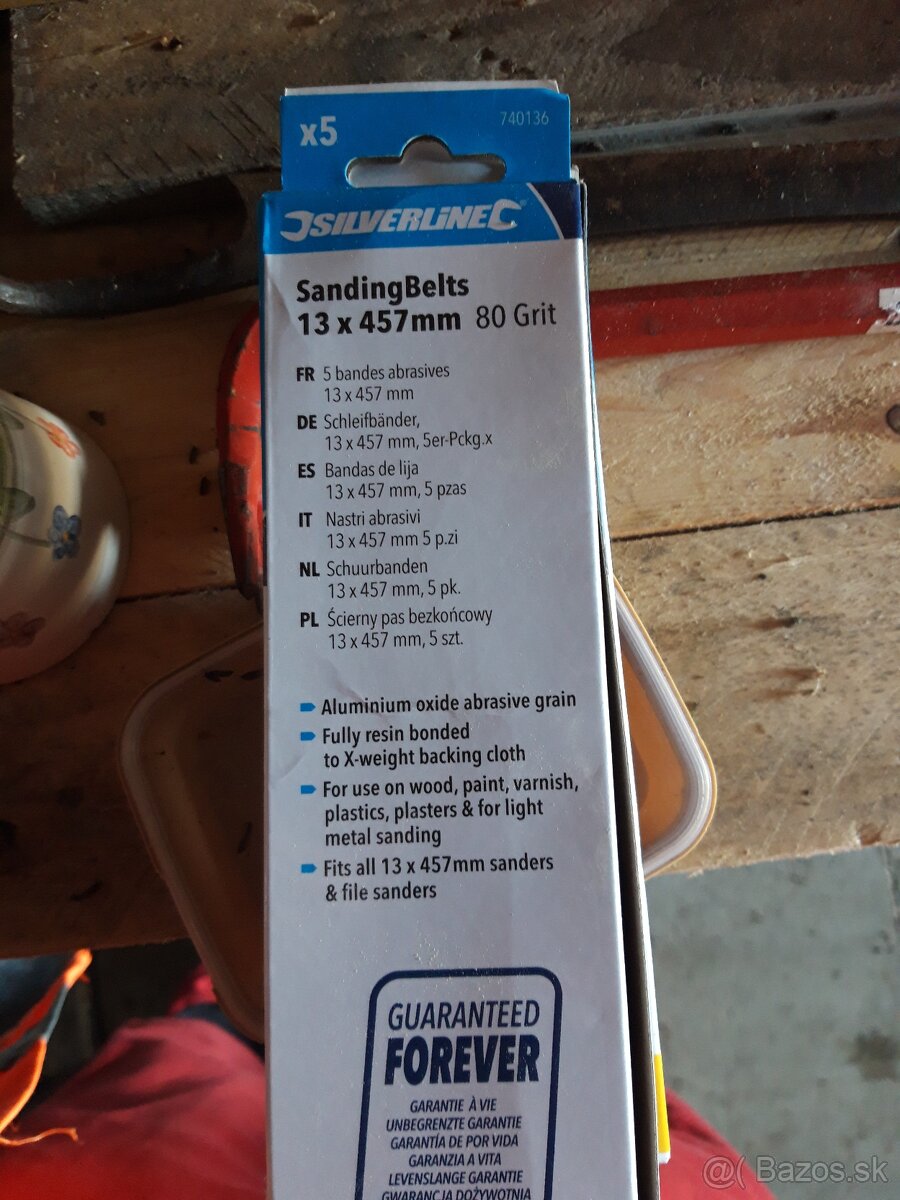 x5
740136
SILVERLINE
SandingBelts
13 x 457mm 80 Grit
FR 5 bandes abrasives
13 x 457 mm
DE Schleifbänder,
13 x 457 mm, 5er-Pckg.x
ES Bandas de lija
13 x 457 mm, 5 pzas
IT Nastri abrasivi
13 x 457 mm 5 p.zi
NL Schuurbanden
13 x 457 mm, 5 pk.
PL Ścierny pas bezkońcowy
13 x 457 mm, 5 szt.
Aluminium oxide abrasive grain
Fully resin bonded
to X-weight backing cloth
For use on wood, paint, varnish,
plastics, plasters & for light
metal sanding
Fits all 13 x 457mm sanders
& file sanders
GUARANTEED
FOREVER
GARANTIE À VIE
UNBEGRENZTE GARANTIE
GARANTÍA DE POR VIDA
GARANZIA A VITA
LEVENSLANGE GARANTIE
GWARANCJA DOŻYWOTNIA
@( Bazos.sk